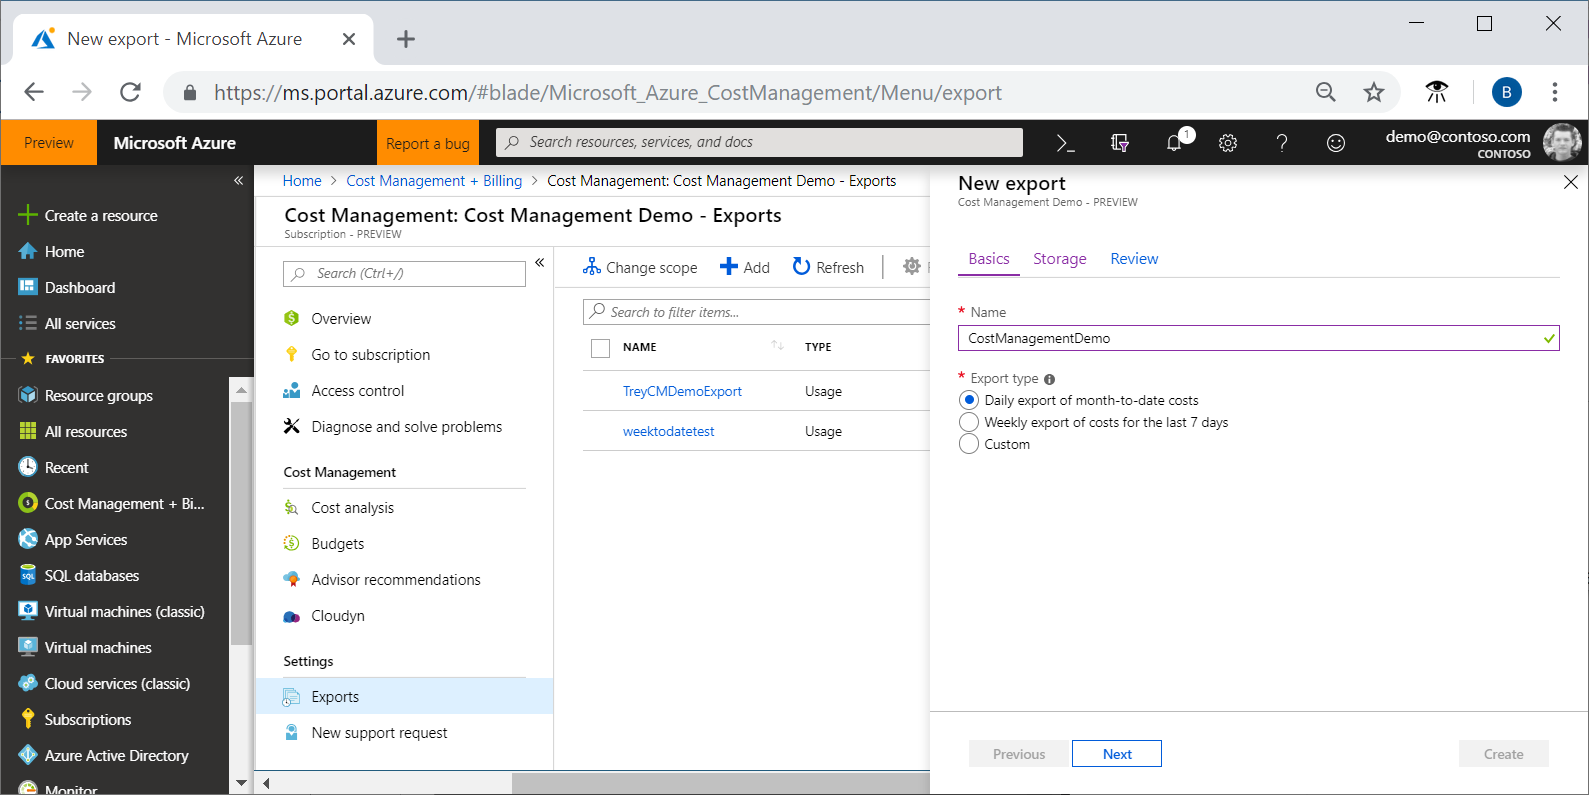 New export - Microsoft Azure
https://ms.portal.azure.com/#blade/Microsoft_Azure_CostManagement/Menu/export
B
Preview
Microsoft Azure
Report a bug
Search resources, services, and docs
1
demo@contoso.com
CONTOSO
Create a resource
Home
Dashboard
All services
FAVORITES
Resource groups
All resources
Recent
Cost Management + Bi...
App Services
SQL databases
Virtual machines (classic)
Virtual machines
Cloud services (classic)
Subscriptions
Azure Active Directory
Monitor
Home > Cost Management + Billing > Cost Management: Cost Management Demo - Exports
Cost Management: Cost Management Demo - Exports
Subscription - PREVIEW
Search (Ctrl+/)
Overview
Go to subscription
Access control
Diagnose and solve problems
Cost Management
Cost analysis
Budgets
Advisor recommendations
Cloudyn
Settings
Exports
New support request
Change scope
Add
Refresh
Search to filter items...
NAME TYPE
TreyCMDemoExport Usage
weektodatetest Usage
New export
Cost Management Demo - PREVIEW
Basics Storage Review
* Name
CostManagementDemo
* Export type
Daily export of month-to-date costs
Weekly export of costs for the last 7 days
Custom
Previous Next Create